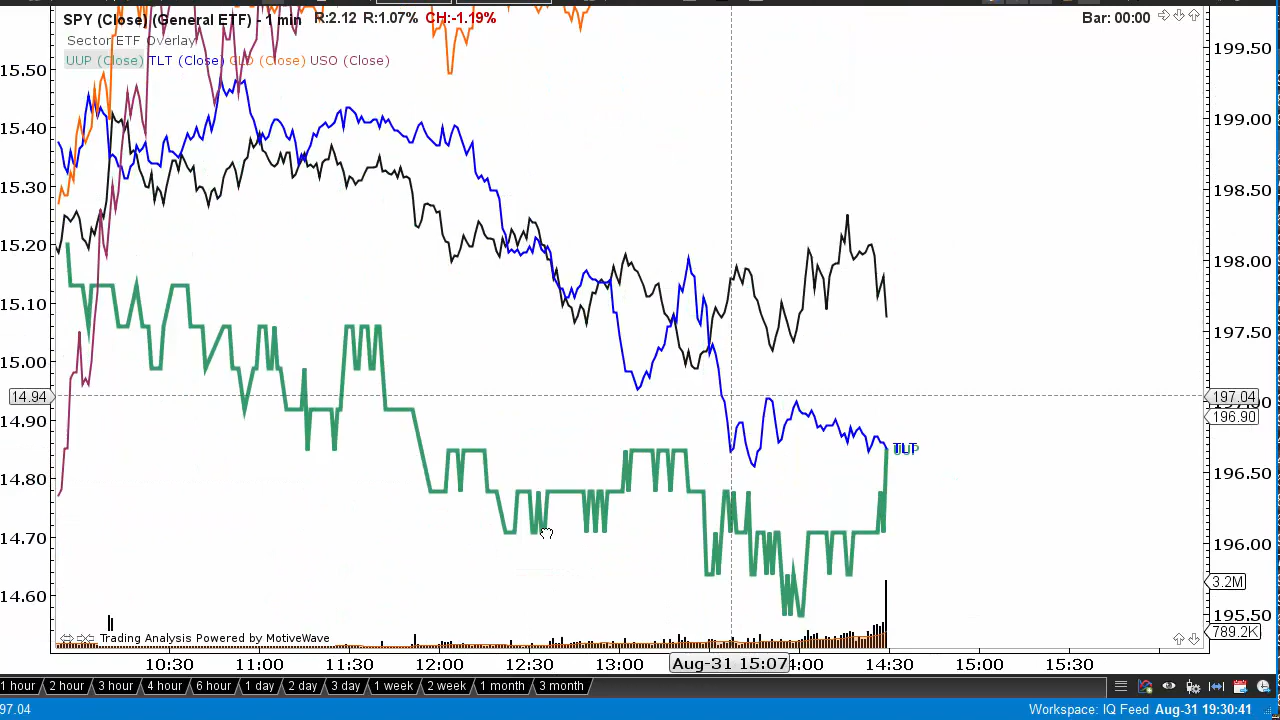 SPY (Close) (General ETF) - 1 min R:2.12 R:1.07% CH:-1.19% Bar: 00:00
Sector ETF Overlay
UUP (Close) TLT (Close) GLD (Close) USO (Close)
199.50
15.50
199.00
15.40
15.30
198.50
15.20
198.00
15.10
197.50
15.00
14.94
197.04
196.90
14.90
TLT
14.80
196.50
14.70
196.00
14.60
3.2M
195.50
789.2K
Trading Analysis Powered by MotiveWave
10:30 11:00 11:30 12:00 12:30 13:00 Aug-31 15:07 4:00 14:30 15:00 15:30
1 hour 2 hour 3 hour 4 hour 6 hour 1 day 2 day 3 day 1 week 2 week 1 month 3 month
97.04 Workspace: IQ Feed Aug-31 19:30:41